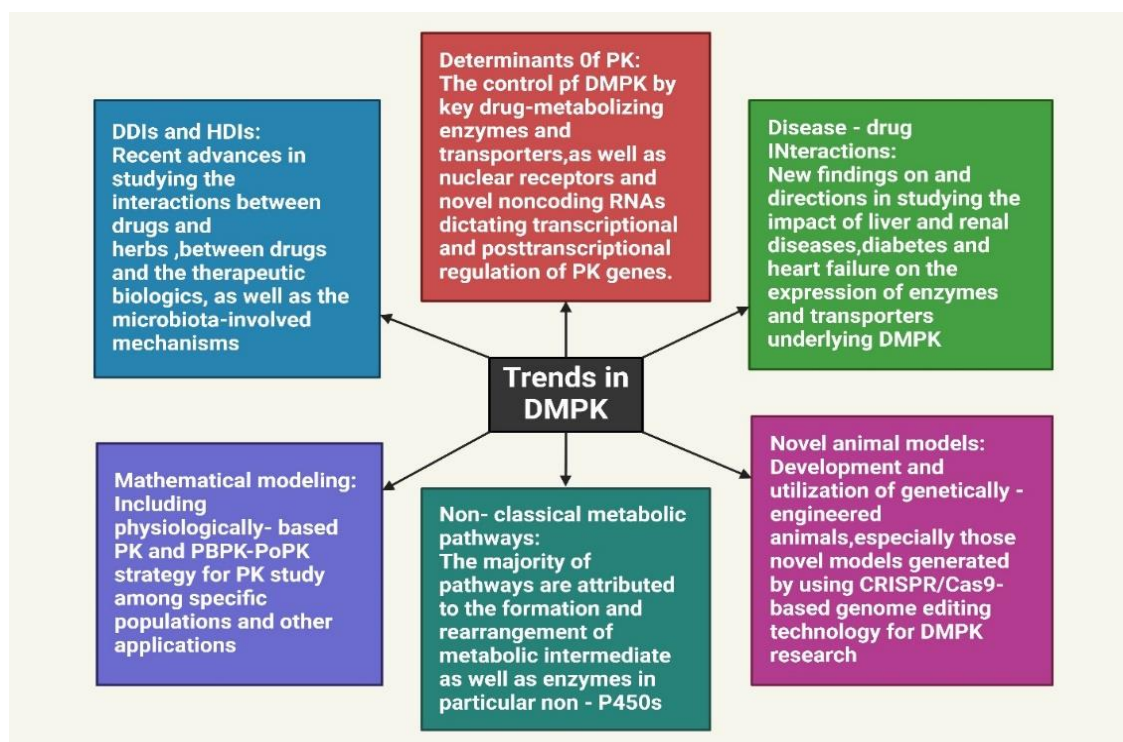 Determinants 0f PK:
The control pf DMPK by
key drug-metabolizing
enzymes and
transporters,as well as
nuclear receptors and
novel noncoding RNAs
dictating transcriptional
and posttranscriptional
regulation of PK genes.
DDIs and HDIs:
Recent advances in
studying the
interactions between
drugs and
herbs ,between drugs
and the therapeutic
biologics, as well as the
microbiota-involved
mechanisms
Disease - drug
INteractions:
New findings on and
directions in studying the
impact of liver and renal
diseases,diabetes and
heart failure on the
expression of enzymes
and transporters
underlying DMPK
Trends in
DMPK
Mathematical modeling:
Including
physiologically- based
PK and PBPK-PoPK
strategy for PK study
among specific
populations and other
applications
Non- classical metabolic
pathways:
The majority of
pathways are attributed
to the formation and
rearrangement of
metabolic intermediate
as well as enzymes in
particular non - P450s
Novel animal models:
Development and
utilization of genetically -
engineered
animals,especially those
novel models generated
by using CRISPR/Cas9-
based genome editing
technology for DMPK
research